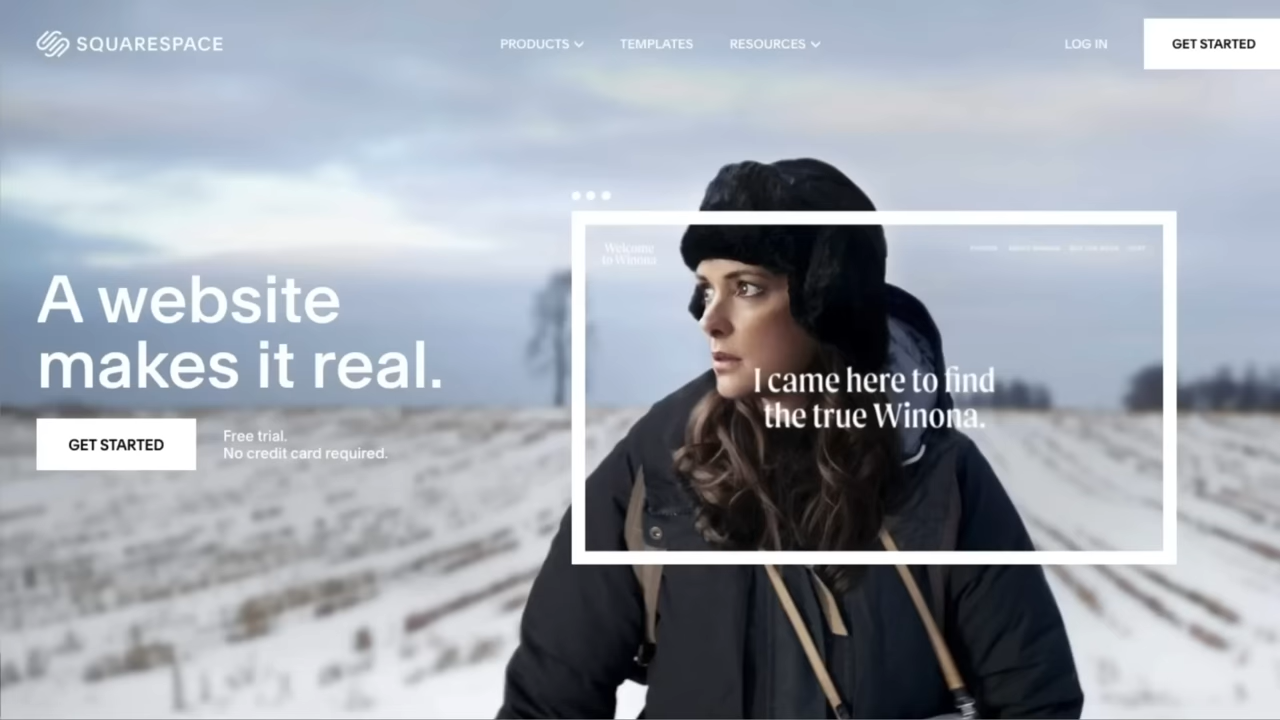 SQUARESPACE
PRODUCTS
TEMPLATES
RESOURCES
LOG IN
GET STARTED
A website
makes it real.
GET STARTED
Free trial.
No credit card required.
Welcome
to Winona
I came here to find
the true Winona.